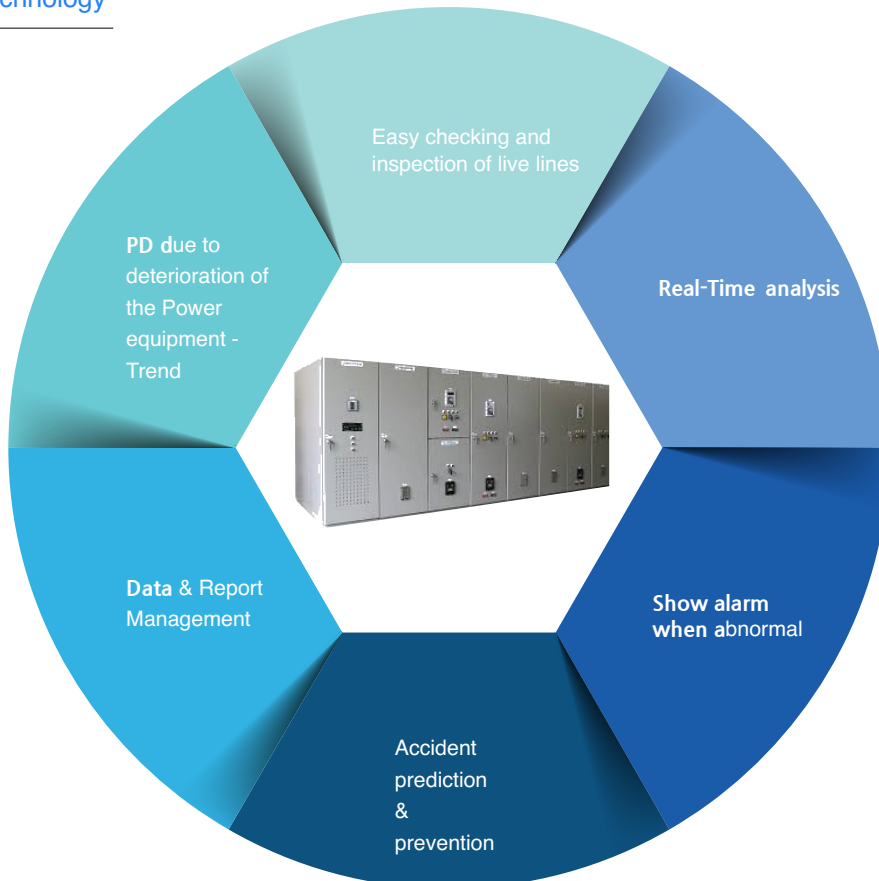 chnology
Easy checking and
inspection of live lines
PD due to
deterioration of
the Power
equipment -
Trend
Real-Time analysis
Data & Report
Management
Show alarm
when abnormal
Accident
prediction
&
prevention